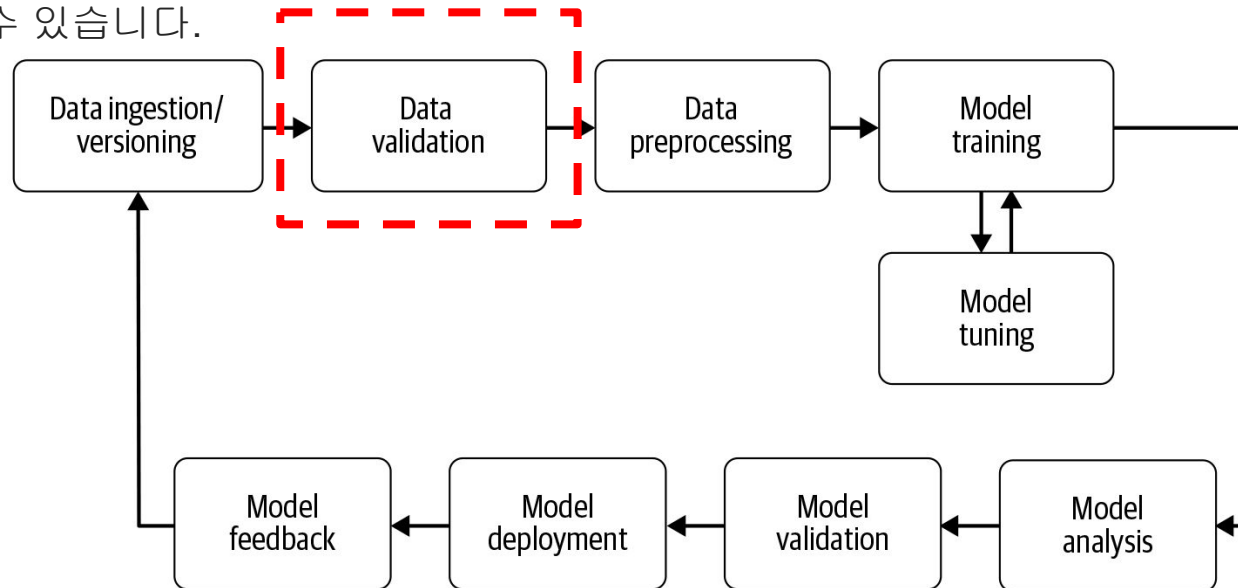 수 있습니다.
Data ingestion/
versioning
Data
validation
Data
preprocessing
Model
training
Model
tuning
Model
feedback
Model
deployment
Model
validation
Model
analysis